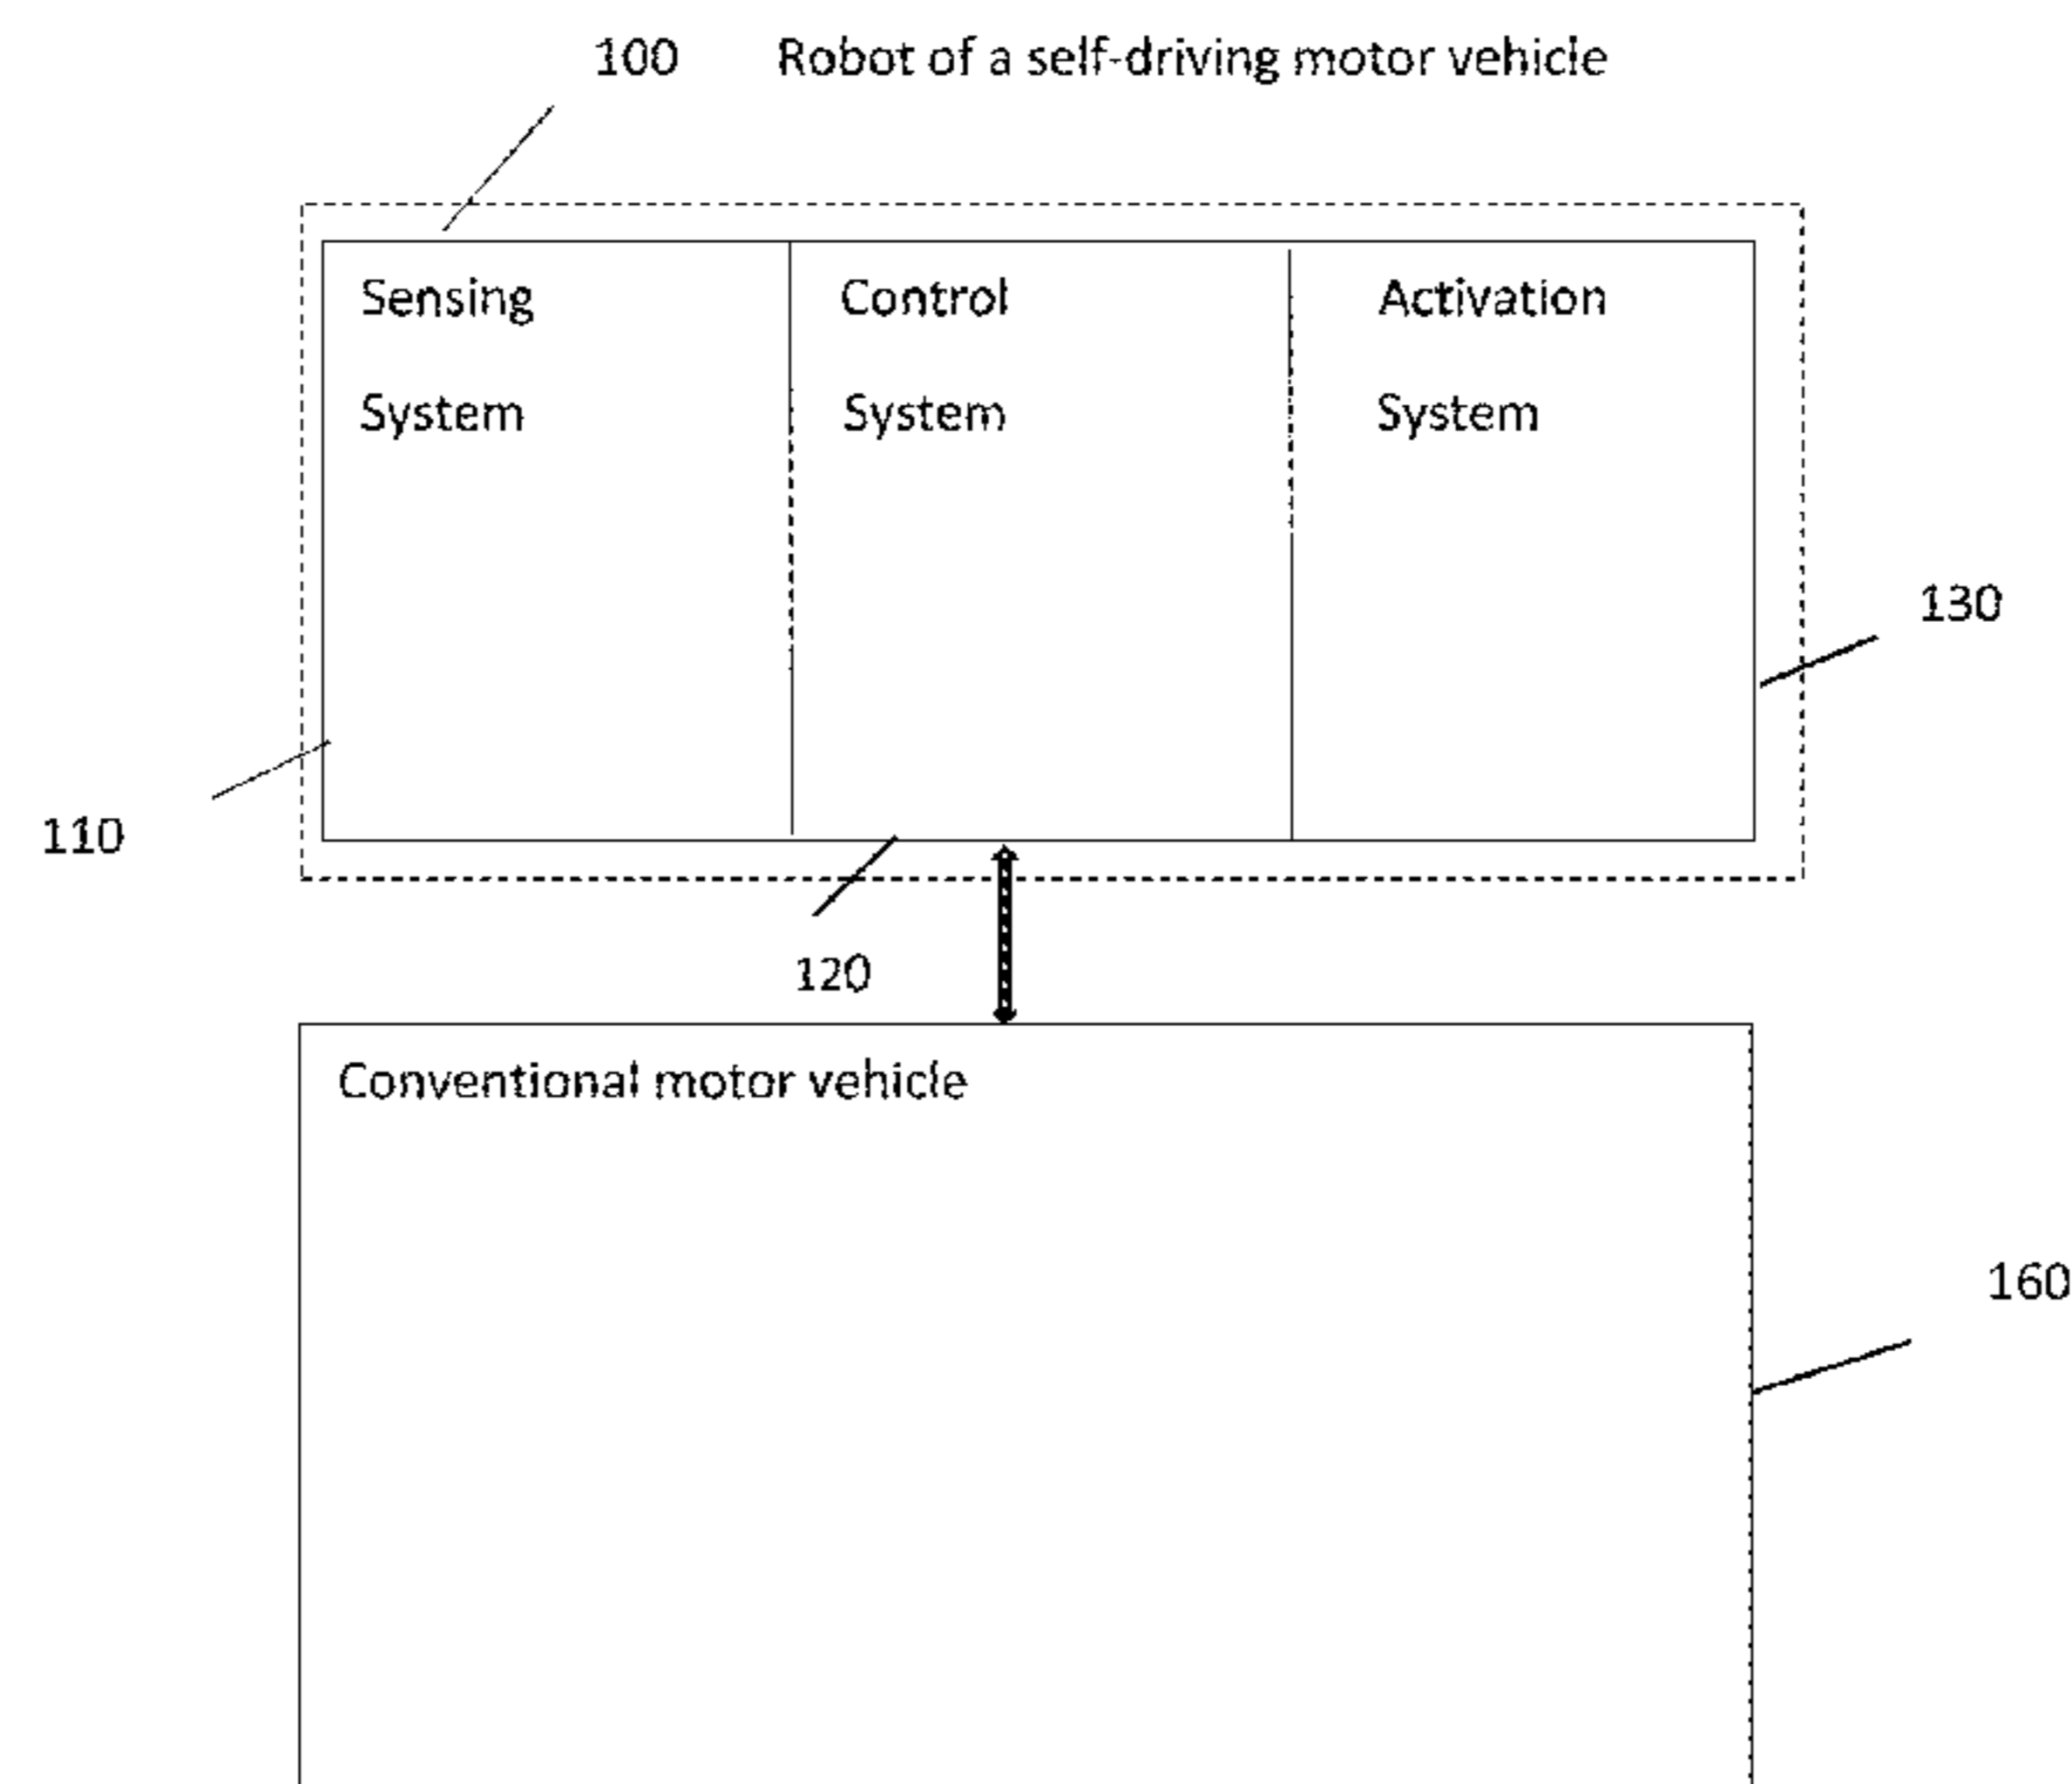 100 Robot of a self-driving motor vehicle
Sensing
System
Control
System
Activation
System
130
110
120
Conventional motor vehicle
160